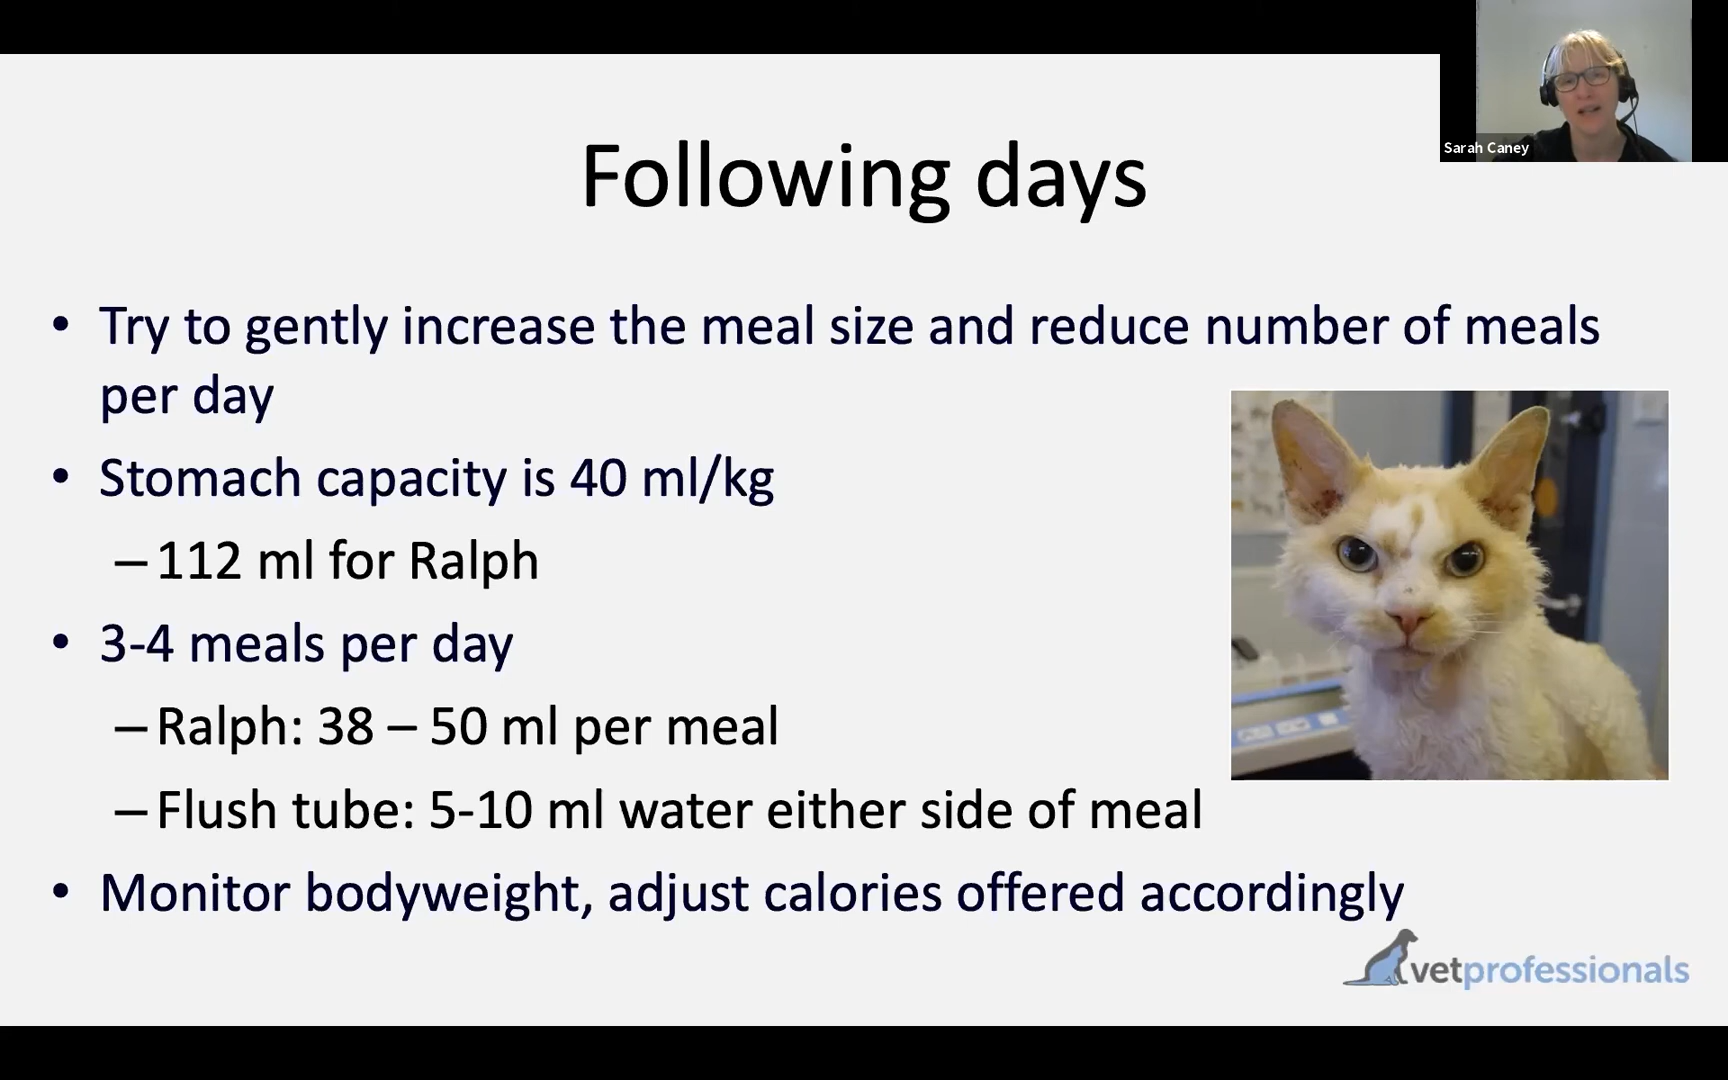 Sarah Caney
Following days
• Try to gently increase the meal size and reduce number of meals
per day
• Stomach capacity is 40 ml/kg
– 112 ml for Ralph
• 3-4 meals per day
– Ralph: 38 – 50 ml per meal
– Flush tube: 5-10 ml water either side of meal
• Monitor bodyweight, adjust calories offered accordingly
vetprofessionals